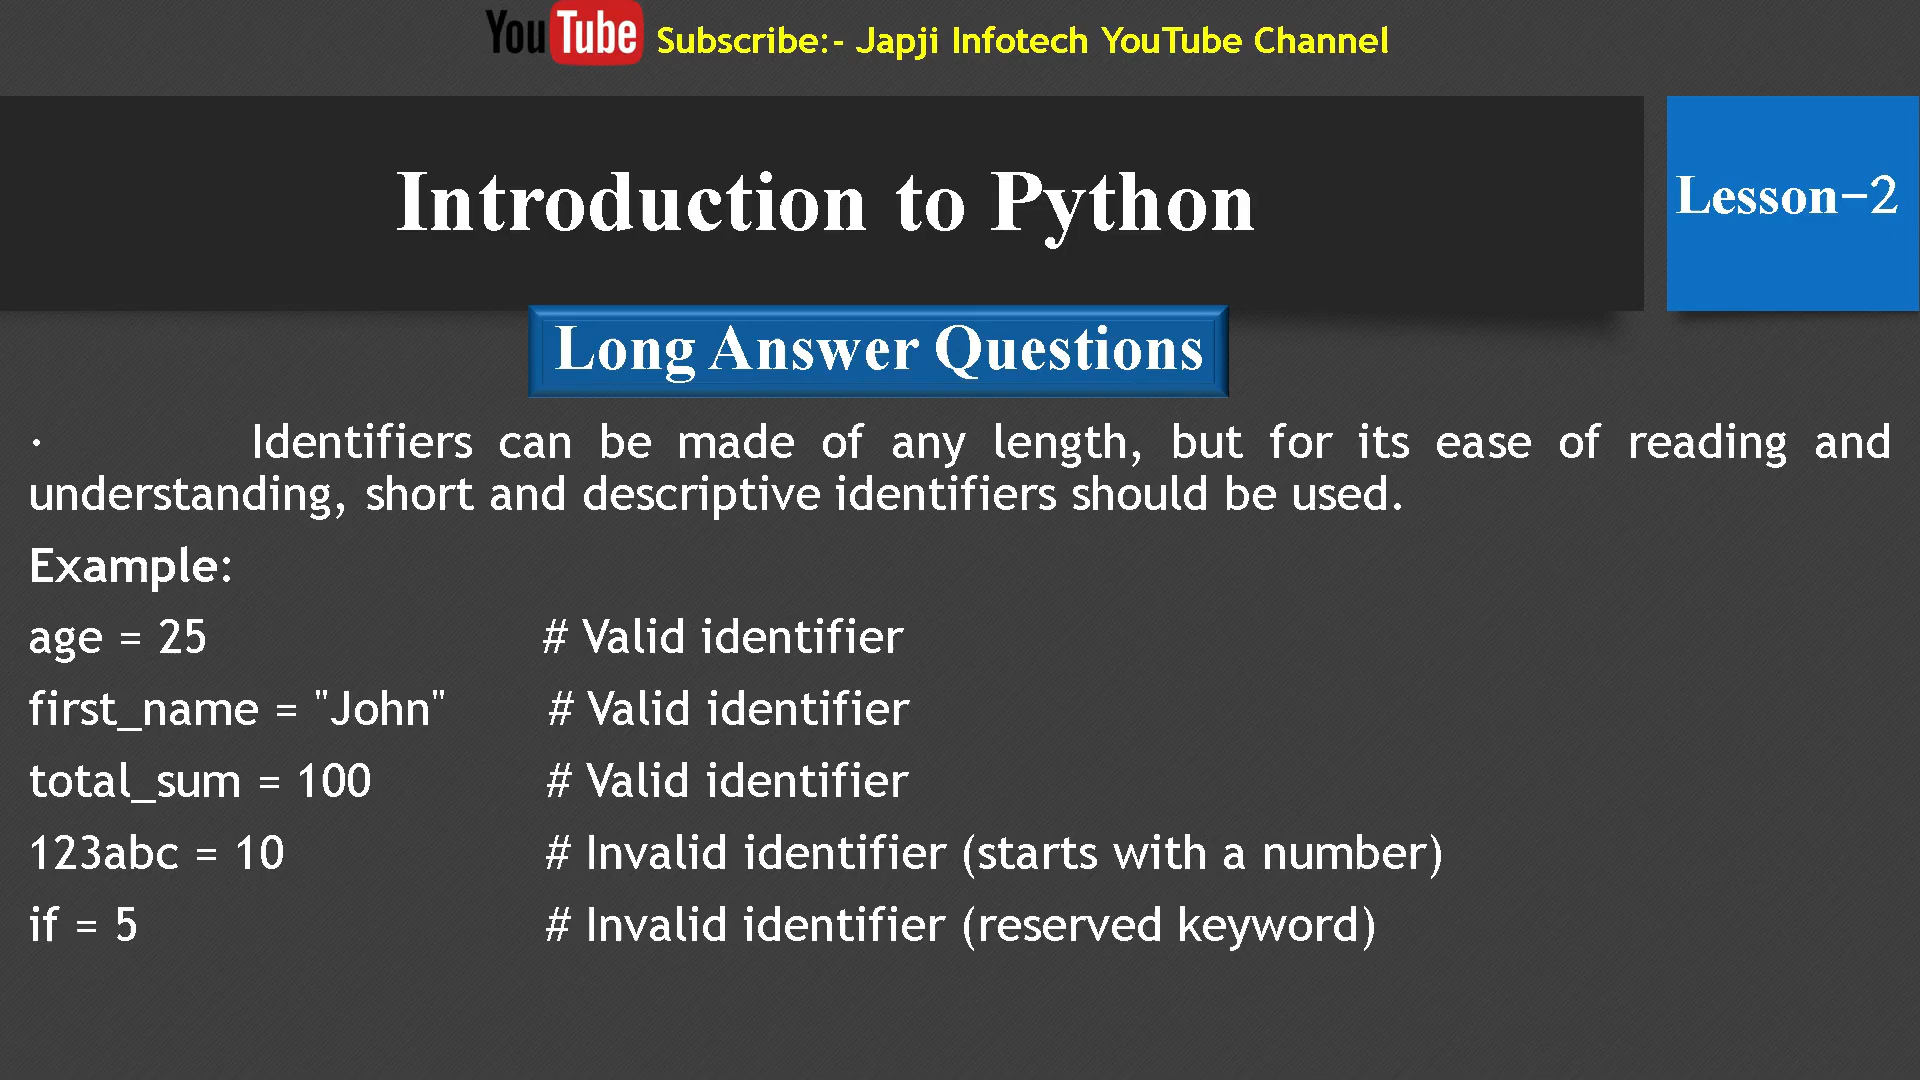 YouTube Subscribe:- Japji Infotech YouTube Channel
Introduction to Python
Lesson-2
Long Answer Questions
· Identifiers can be made of any length, but for its ease of reading and
understanding, short and descriptive identifiers should be used.
Example:
age = 25 # Valid identifier
first_name = "John" # Valid identifier
total_sum = 100 # Valid identifier
123abc = 10 # Invalid identifier (starts with a number)
if = 5 # Invalid identifier (reserved keyword)